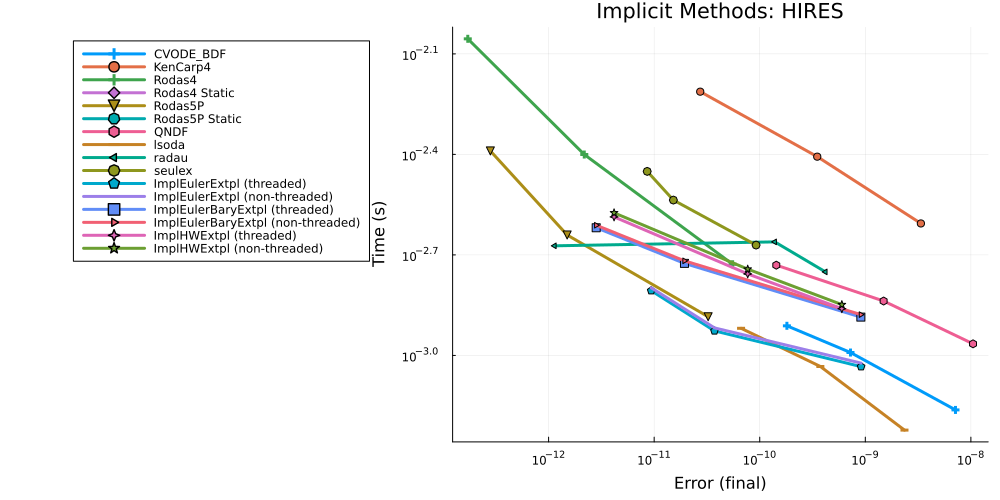 Implicit Methods: HIRES
CVODE_BDF
KenCarp4
Rodas4
Rodas4 Static
Rodas5P
Rodas5P Static
QNDF
lsoda
radau
seulex
ImplEulerExtpl (threaded)
ImplEulerExtpl (non-threaded)
ImplEulerBaryExtpl (threaded)
ImplEulerBaryExtpl (non-threaded)
ImplHWExtpl (threaded)
ImplHWExtpl (non-threaded)
Time (s)
10⁻²·¹
10⁻²·⁴
10⁻²·⁷
10⁻³·⁰
10⁻¹² 10⁻¹¹ 10⁻¹⁰ 10⁻⁹ 10⁻⁸
Error (final)